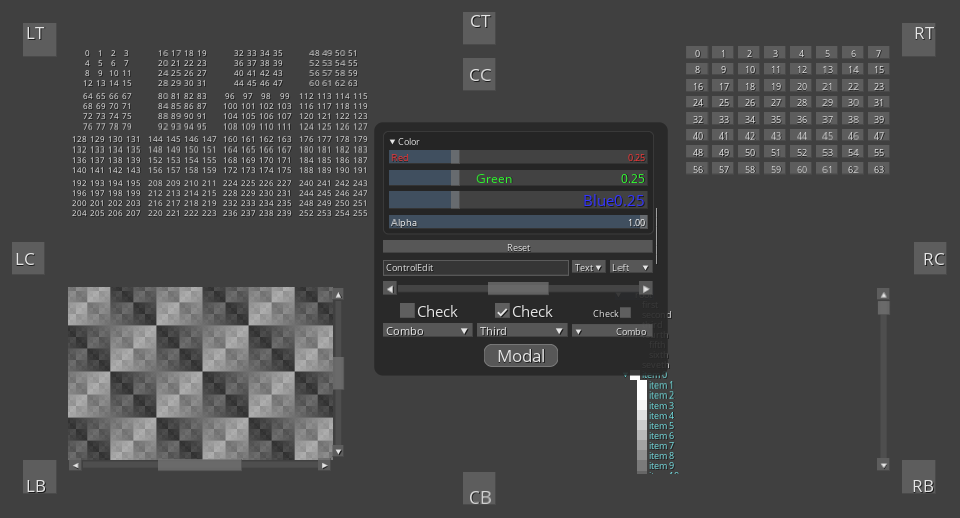 CT
LT
RT
0 1 2 3 16 17 18 19 32 33 34 35 48 49 50 51
4 5 6 7 20 21 22 23 36 37 38 39 52 53 54 55
8 9 10 11 24 25 26 27 40 41 42 43 56 57 58 59
12 13 14 15 28 29 30 31 44 45 46 47 60 61 62 63
64 65 66 67 80 81 82 83 96 97 98 99 112 113 114 115
68 69 70 71 84 85 86 87 100 101 102 103 116 117 118 119
72 73 74 75 88 89 90 91 104 105 106 107 120 121 122 123
76 77 78 79 92 93 94 95 108 109 110 111 124 125 126 127
128 129 130 131 144 145 146 147 160 161 162 163 176 177 178 179
132 133 134 135 148 149 150 151 164 165 166 167 180 181 182 183
136 137 138 139 152 153 154 155 168 169 170 171 184 185 186 187
140 141 142 143 156 157 158 159 172 173 174 175 188 189 190 191
192 193 194 195 208 209 210 211 224 225 226 227 240 241 242 243
196 197 198 199 212 213 214 215 228 229 230 231 244 245 246 247
200 201 202 203 216 217 218 219 232 233 234 235 248 249 250 251
204 205 206 207 220 221 222 223 236 237 238 239 252 253 254 255
CC
0 1 2 3 4 5 6 7
8 9 10 11 12 13 14 15
16 17 18 19 20 21 22 23
24 25 26 27 28 29 30 31
32 33 34 35 36 37 38 39
40 41 42 43 44 45 46 47
48 49 50 51 52 53 54 55
56 57 58 59 60 61 62 63
Color
Red 0.25
Green 0.25
Blue 0.25
Alpha 1.00
Reset
ControlEdit Text Left
Check Check Check
Combo Third Combo
Modal
LC
RC
item 1
item 2
item 3
item 4
item 5
item 6
item 7
item 8
item 9
LB
CB
RB